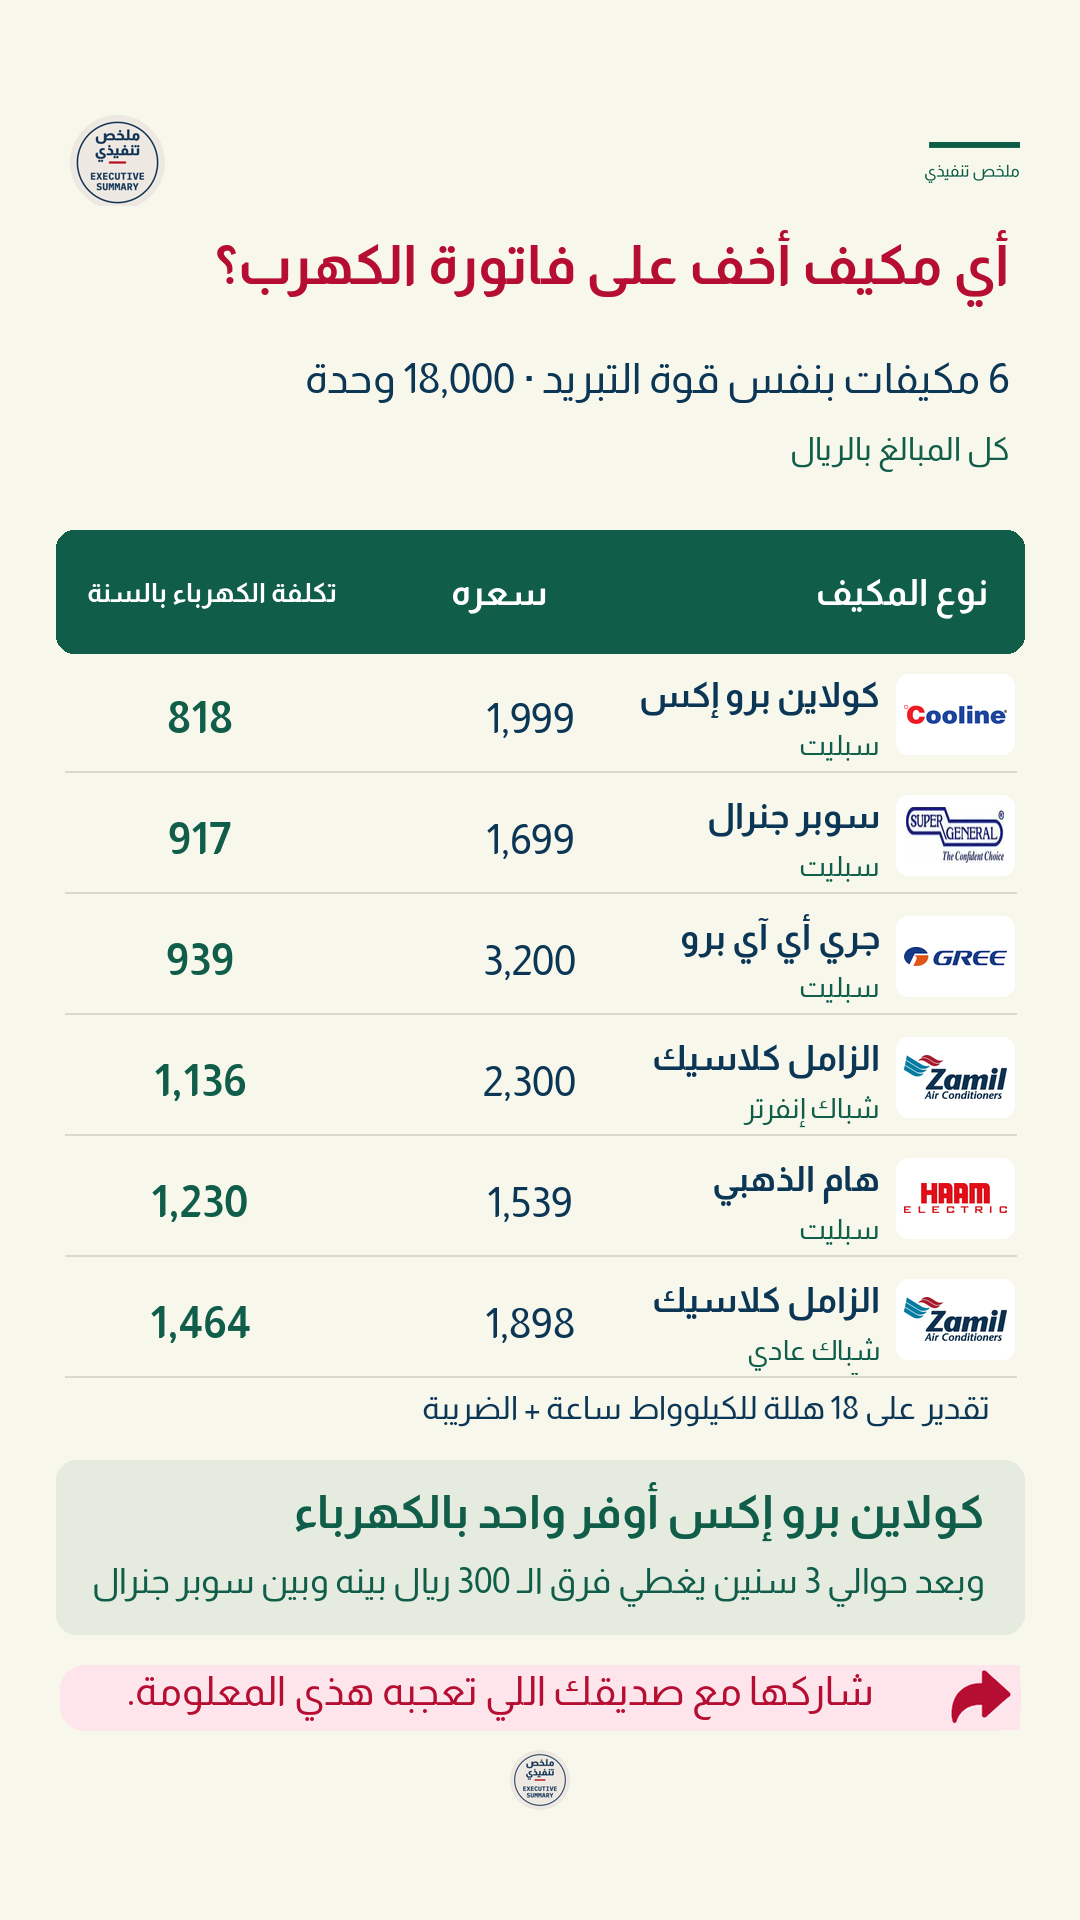 ملخص تنفيذي
ملخص
تنفيذي
EXECUTIVE
SUMMARY
أي مكيف أخف على فاتورة الكهرب؟
6 مكيفات بنفس قوة التبريد · 18,000 وحدة
كل المبالغ بالريال
نوع المكيف سعره تكلفة الكهرباء بالسنة
Cooline
كولاين برو إكس 1,999 818
سبليت
SUPER GENERAL®
The Confident Choice
سوبر جنرال 1,699 917
سبليت
GREE
جري أي آي برو 3,200 939
سبليت
Zamil
Air Conditioners
الزامل كلاسيك 2,300 1,136
شباك إنفرتر
HAAM
ELECTRIC
هام الذهبي 1,539 1,230
سبليت
Zamil
Air Conditioners
الزامل كلاسيك 1,898 1,464
شباك عادي
تقدير على 18 هللة للكيلوواط ساعة + الضريبة
كولاين برو إكس أوفر واحد بالكهرباء
وبعد حوالي 3 سنين يغطي فرق الـ 300 ريال بينه وبين سوبر جنرال
شاركها مع صديقك اللي تعجبه هذي المعلومة.
ملخص
تنفيذي
EXECUTIVE
SUMMARY